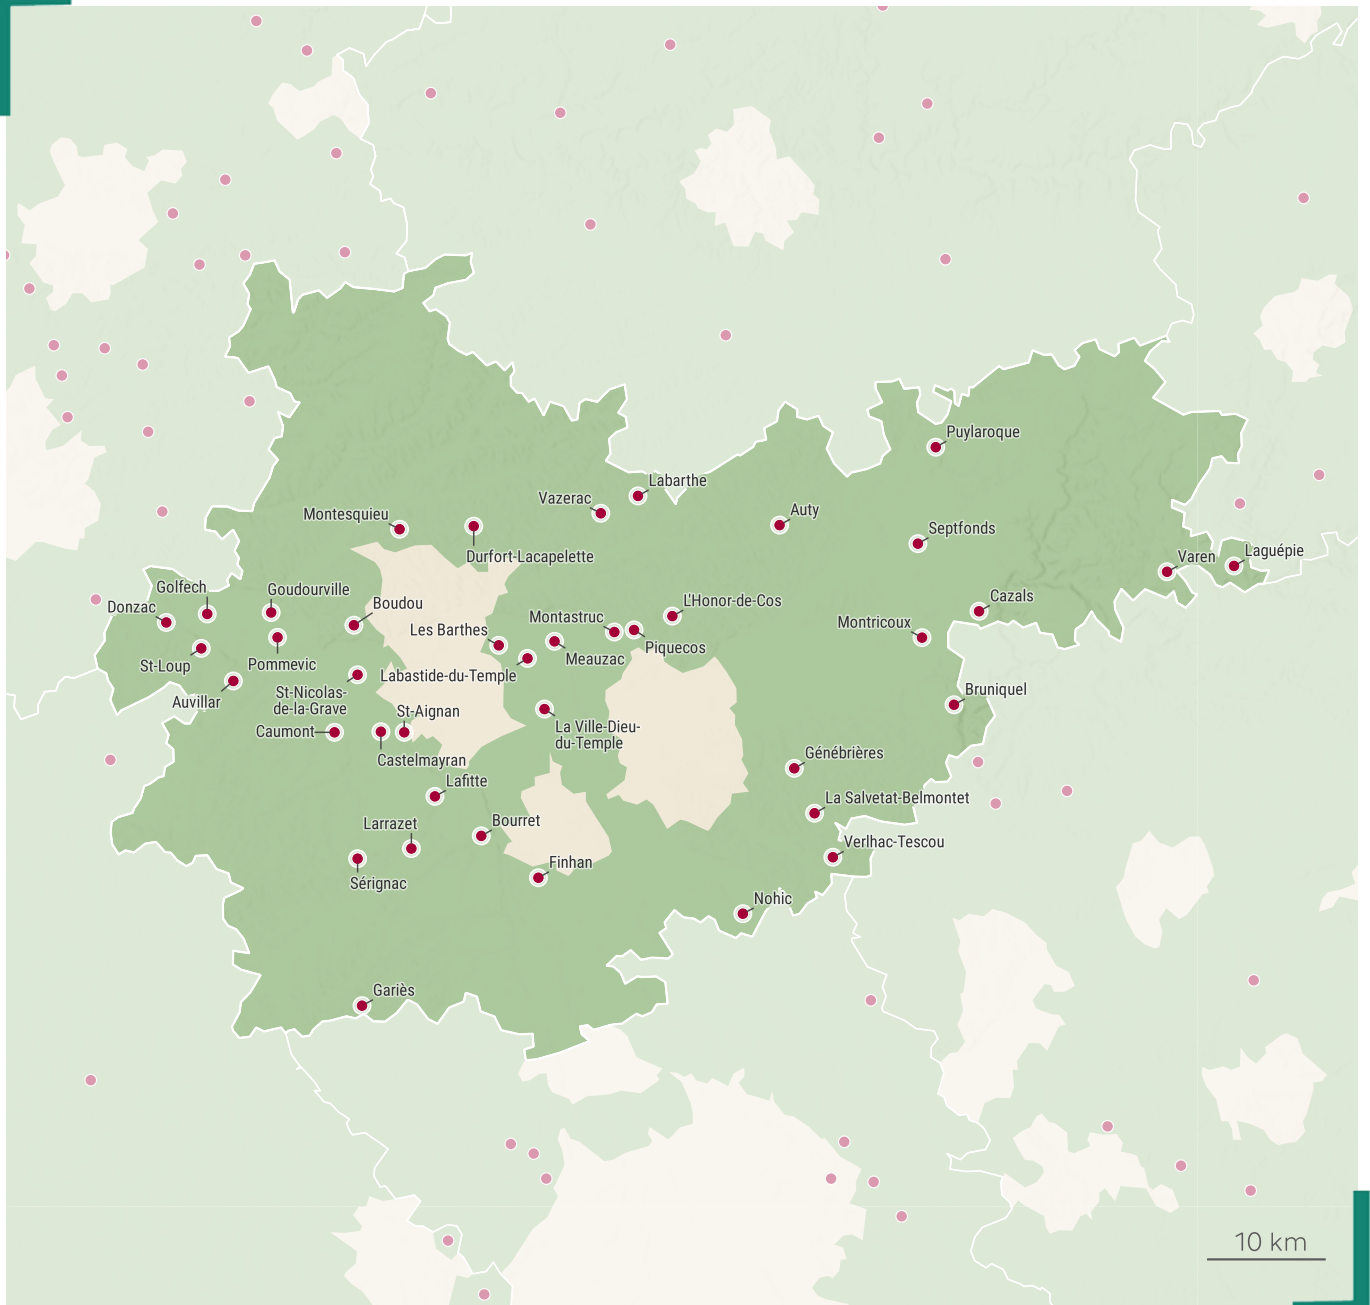 Puylaroque
Labarthe
Vazerac
Auty
Montesquieu
Septfonds
Durfort-Lacapelette
Laguépie
Varen
Golfech
Goudourville
Cazals
Donzac
Boudou
L'Honor-de-Cos
Montastruc
Montricoux
Les Barthes
Piquecos
Meauzac
St-Loup
Pommevic
Labastide-du-Temple
Auvillar
St-Nicolas-
de-la-Grave
Bruniquel
St-Aignan
Caumont
La Ville-Dieu-
du-Temple
Castelmayran
Génébrières
Lafitte
La Salvetat-Belmontet
Larrazet
Bourret
Verlhac-Tescou
Finhan
Sérignac
Nohic
Gariès
10 km